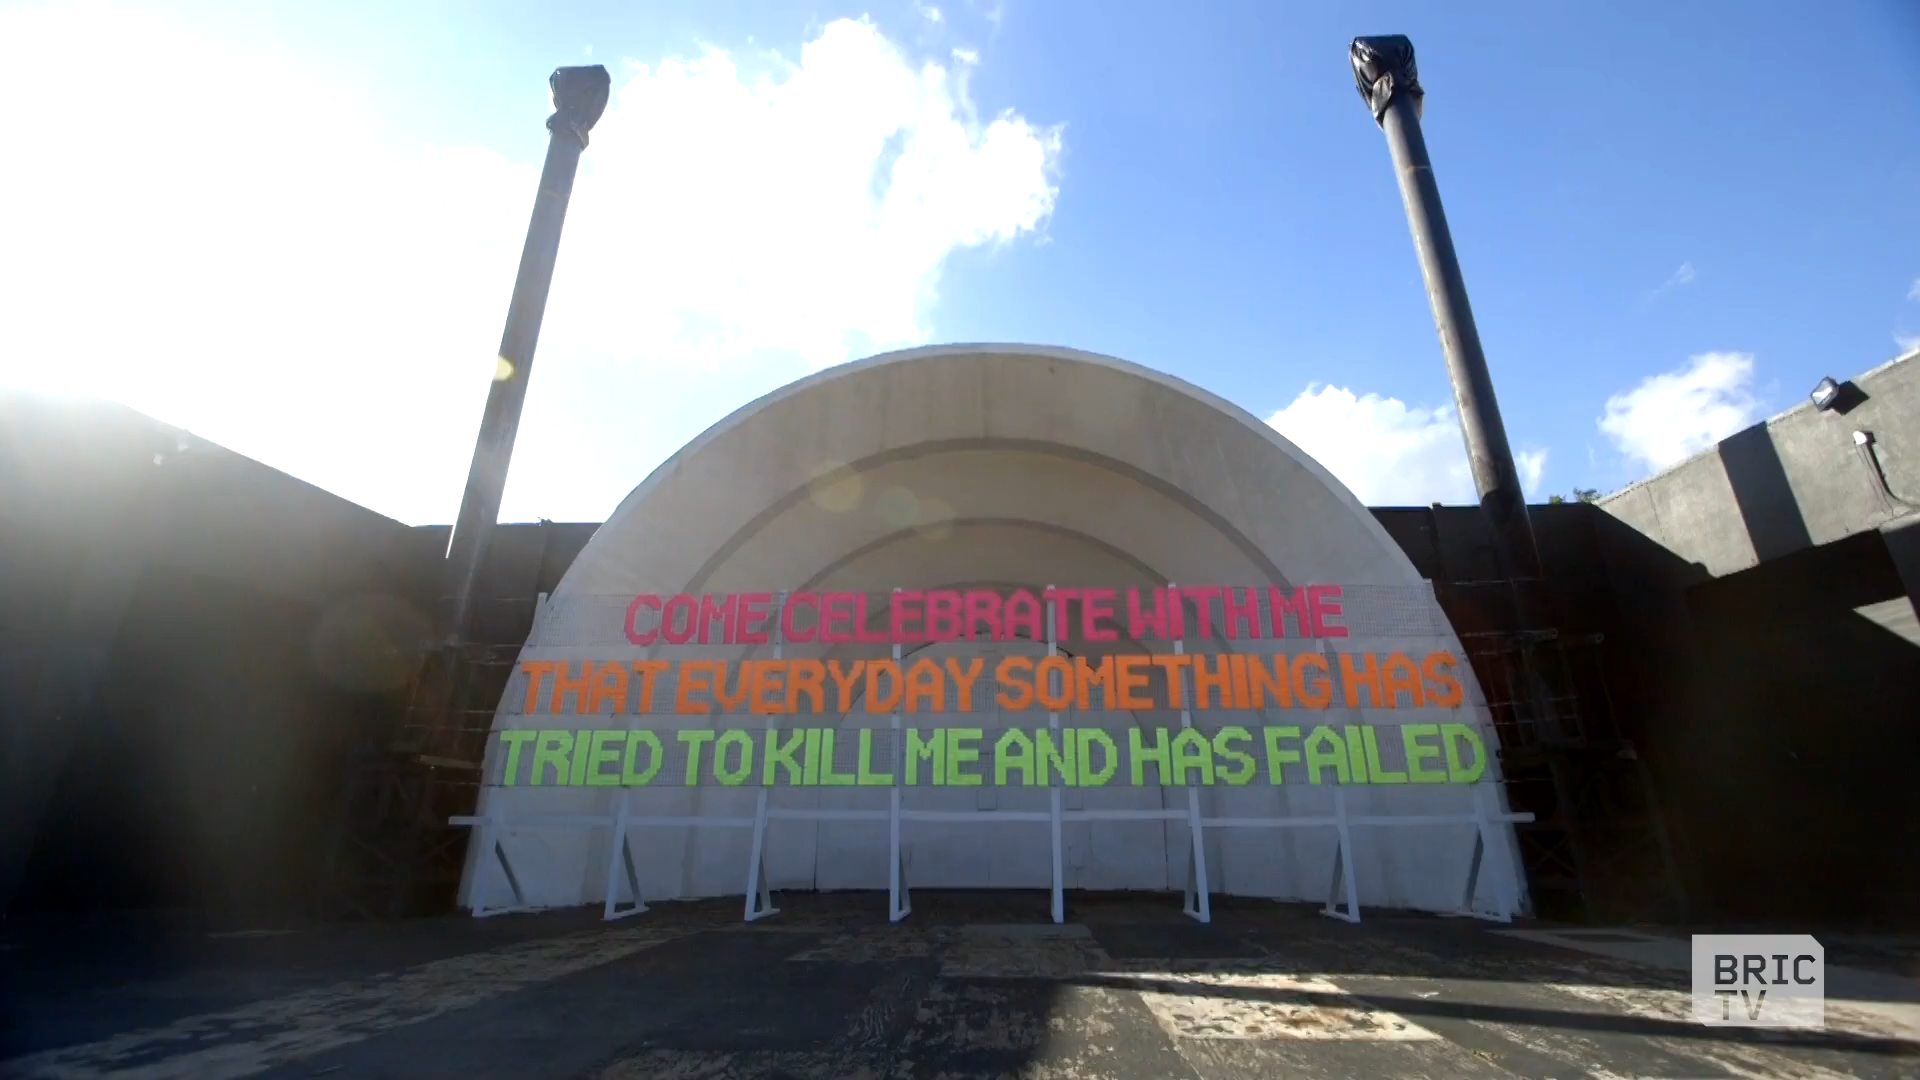 COME CELEBRATE WITH ME
THAT EVERYDAY SOMETHING HAS
TRIED TO KILL ME AND HAS FAILED
BRIC
TV